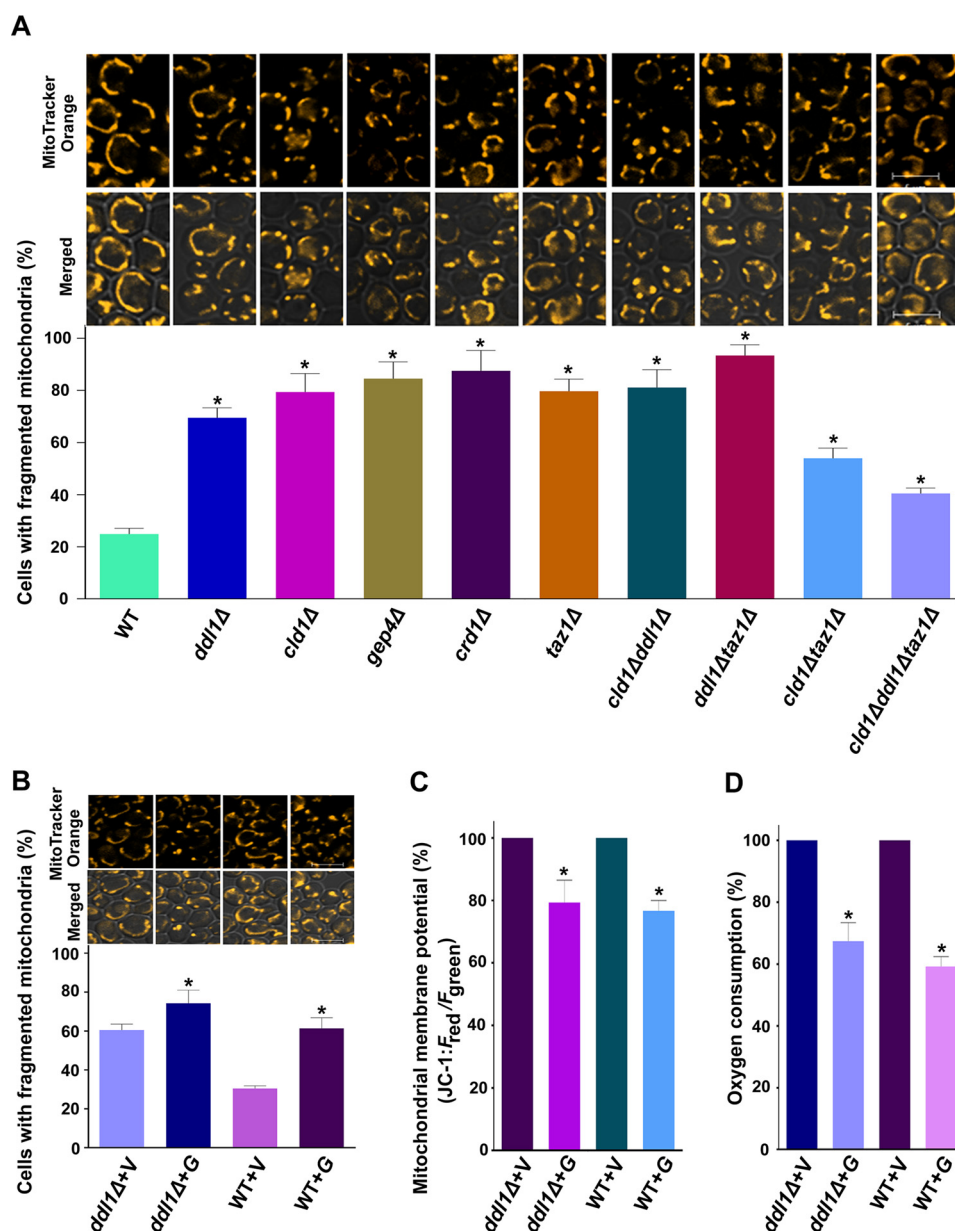 A
MitoTracker
Orange
Merged
Cells with fragmented mitochondria (%)
100
80
60
40
20
0
*
*
*
*
*
*
*
*
*
WT
ddl1Δ
cld1Δ
gep4Δ
crd1Δ
taz1Δ
cld1Δddl1Δ
ddl1Δtaz1Δ
cld1Δtaz1Δ
cld1Δddl1Δtaz1Δ
B
MitoTracker
Orange
Merged
Cells with fragmented mitochondria (%)
100
80
60
40
20
0
*
*
ddl1Δ+V
ddl1Δ+G
WT+V
WT+G
C
Mitochondrial membrane potential (%)
(JC-1:Fred/Fgreen)
100
80
60
40
20
0
*
*
ddl1Δ+V
ddl1Δ+G
WT+V
WT+G
D
Oxygen consumption (%)
100
80
60
40
20
0
*
*
ddl1Δ+V
ddl1Δ+G
WT+V
WT+G